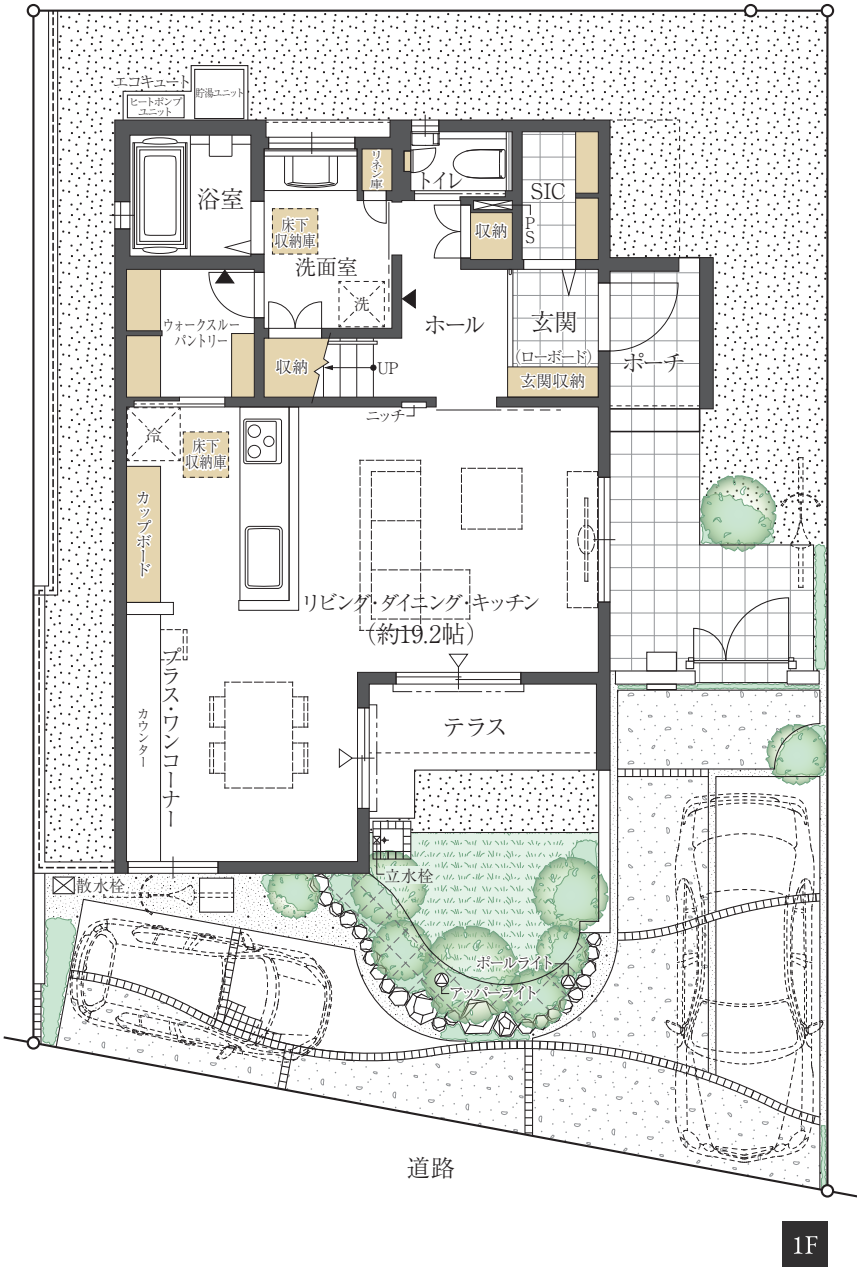 エコキュート
貯湯ユニット
ヒートポンプ
ユニット
浴室
リネン庫
トイレ
SIC
床下
収納庫
収納
PS
洗面室
洗
ウォークスルー
パントリー
ホール
玄関
(ローボード)
玄関収納
ポーチ
収納
UP
ニッチ
冷
床下
収納庫
カップボード
リビング・ダイニング・キッチン
(約19.2帖)
プラス・ワンコーナー
カウンター
テラス
立水栓
散水栓
ポールライト
アッパーライト
道路
1F